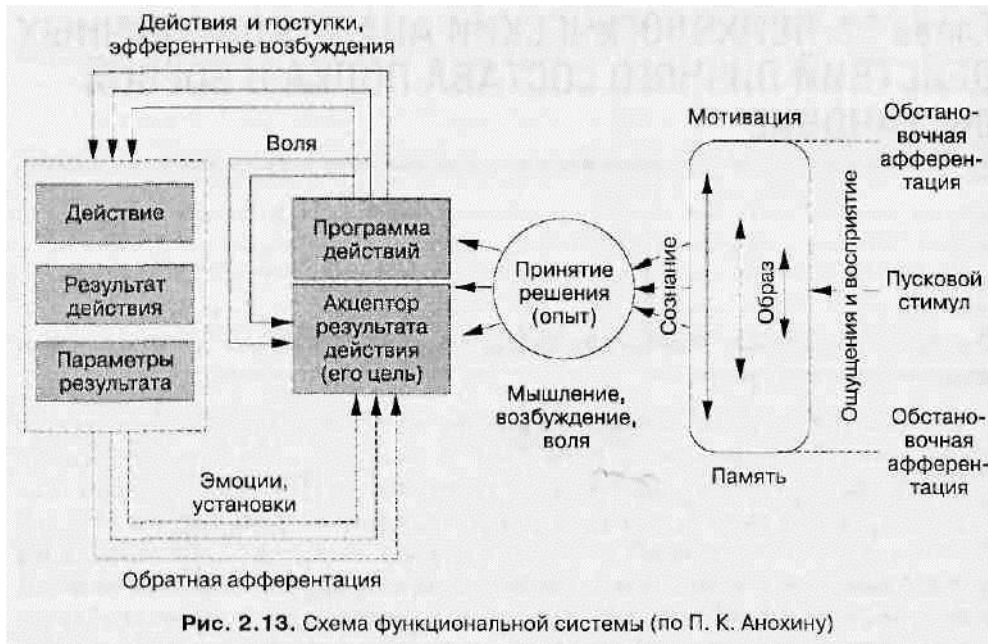 Действия и поступки,
эфферентные возбуждения
Воля
Действие
Результат
действия
Параметры
результата
Программа
действий
Акцептор
результата
действия
(его цель)
Эмоции,
установки
Обратная афферентация
Принятие
решения
(опыт)
Мышление,
возбуждение,
воля
Мотивация
Сознание
Образ
Ощущения и восприятие
Память
Обстано-
вочная
афферен-
тация
Пусковой
стимул
Обстано-
вочная
афферен-
тация
Рис. 2.13. Схема функциональной системы (по П. К. Анохину)